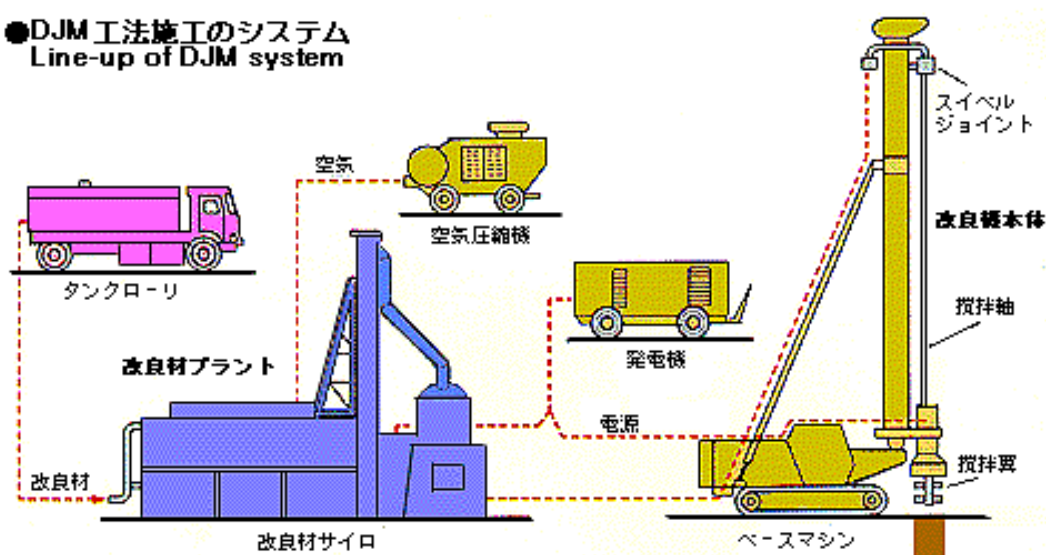 ●DJM工法施工のシステム
Line-up of DJM system
スイベル
ジョイント
空気
空気圧縮機
改良機本体
タンクローリ
撹拌軸
発電機
改良材プラント
電源
撹拌翼
改良材
改良材サイロ
ベースマシン